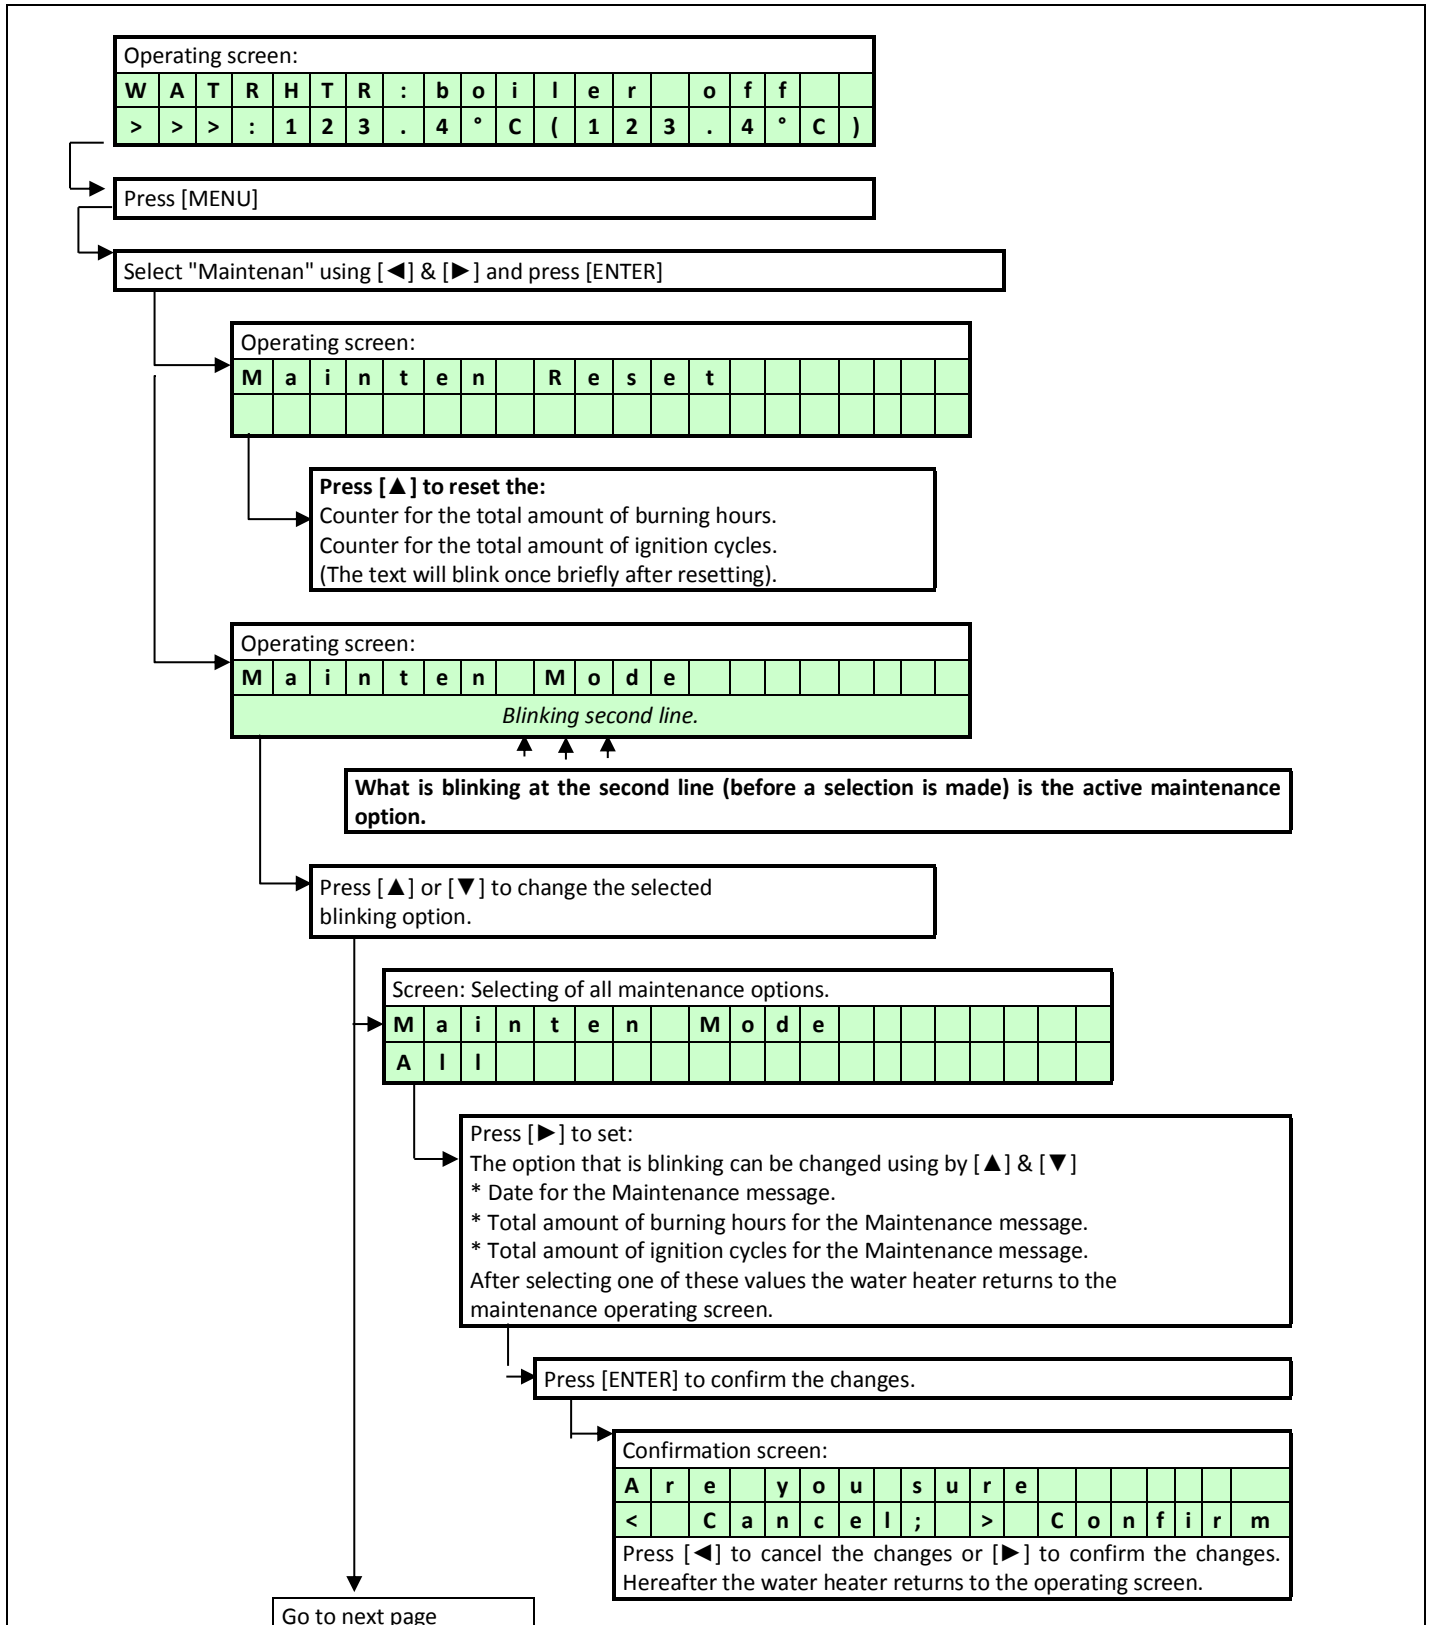 Operating screen:
WATRHTR:boiler off
>>>:123.4°C(123.4°C)
Press [MENU]
Select "Maintenan" using [◄] & [►] and press [ENTER]
Operating screen:
Mainten Reset
Press [▲] to reset the:
Counter for the total amount of burning hours.
Counter for the total amount of ignition cycles.
(The text will blink once briefly after resetting).
Operating screen:
Mainten Mode
Blinking second line.
What is blinking at the second line (before a selection is made) is the active maintenance
option.
Press [▲] or [▼] to change the selected
blinking option.
Screen: Selecting of all maintenance options.
Mainten Mode
All
Press [►] to set:
The option that is blinking can be changed using by [▲] & [▼]
* Date for the Maintenance message.
* Total amount of burning hours for the Maintenance message.
* Total amount of ignition cycles for the Maintenance message.
After selecting one of these values the water heater returns to the
maintenance operating screen.
Press [ENTER] to confirm the changes.
Confirmation screen:
Are you sure
< Cancel; > Confirm
Press [◄] to cancel the changes or [►] to confirm the changes.
Hereafter the water heater returns to the operating screen.
Go to next page